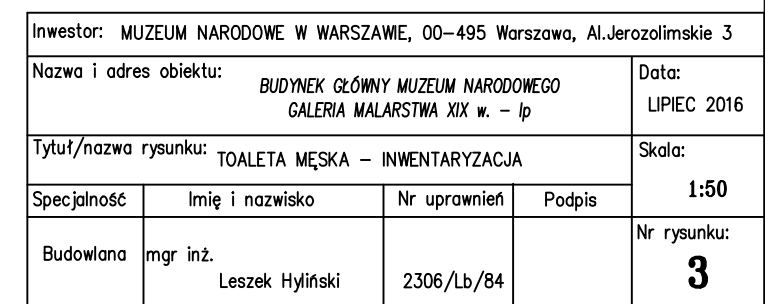 Inwestor: MUZEUM NARODOWE W WARSZAWIE, 00-495 Warszawa, Al.Jerozolimskie 3
Nazwa i adres obiektu:
BUDYNEK GŁÓWNY MUZEUM NARODOWEGO
GALERIA MALARSTWA XIX w. - Ip
Data:
LIPIEC 2016
Tytuł/nazwa rysunku: TOALETA MĘSKA - INWENTARYZACJA
Skala:
1:50
Specjalność Imię i nazwisko Nr uprawnień Podpis
Nr rysunku:
Budowlana mgr inż.
Leszek Hyliński 2306/Lb/84
3